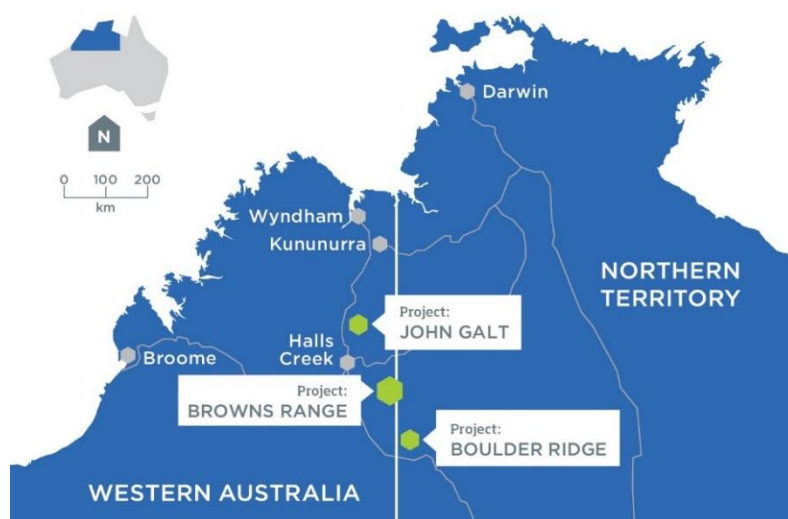 Darwin
N
0 100 200
km
Wyndham
Kununurra
NORTHERN
TERRITORY
Project:
JOHN GALT
Halls
Creek
Broome
Project:
BROWNS RANGE
Project:
BOULDER RIDGE
WESTERN AUSTRALIA